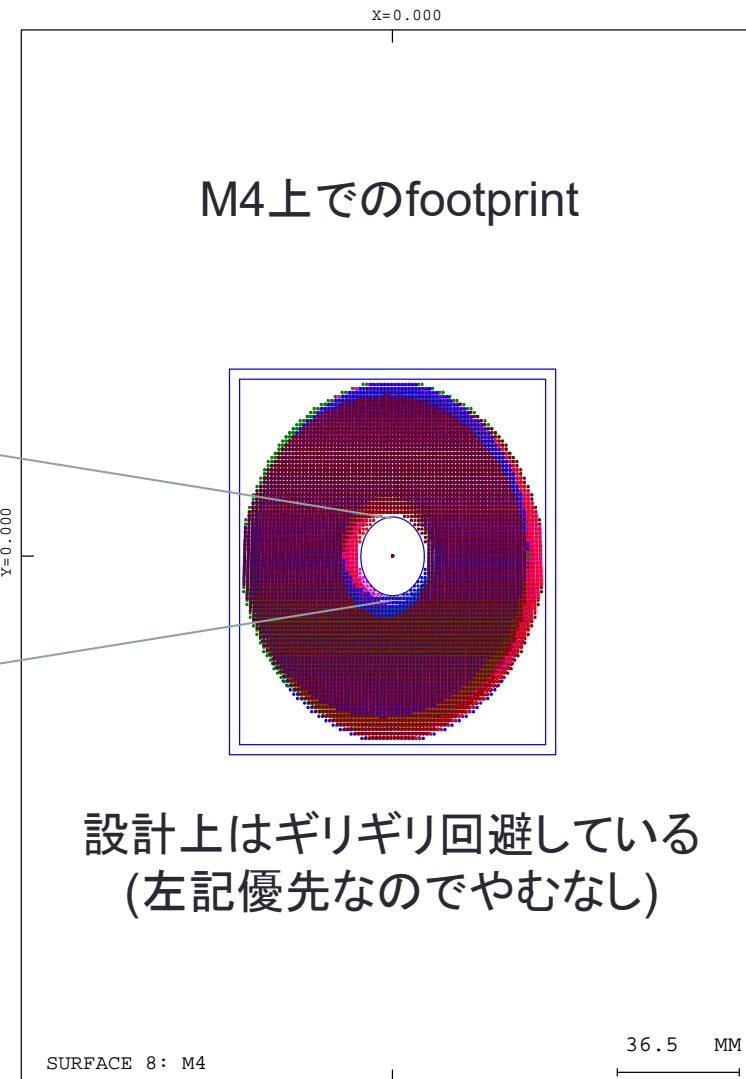 X=0.000
M4上でのfootprint
Y=0.000
設計上はギリギリ回避している
(左記優先なのでやむなし)
36.5 MM
SURFACE 8: M4